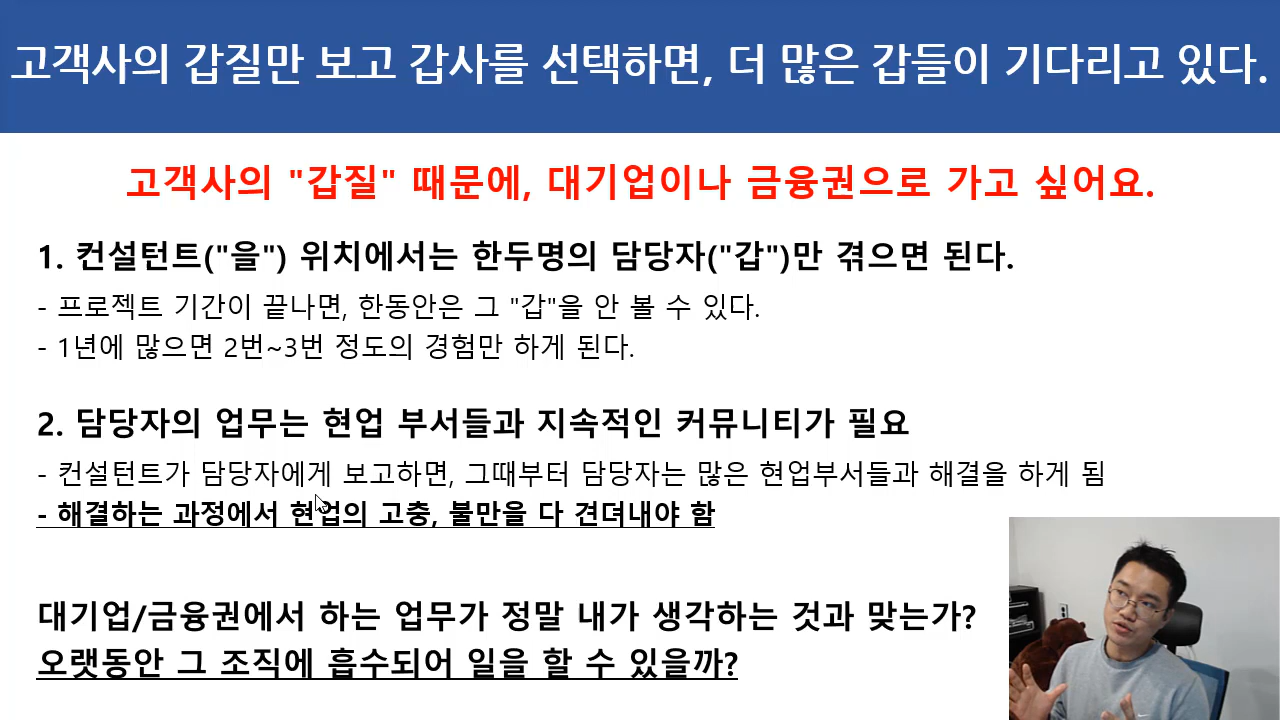 고객사의 갑질만 보고 갑사를 선택하면, 더 많은 갑들이 기다리고 있다.
고객사의 "갑질" 때문에, 대기업이나 금융권으로 가고 싶어요.
1. 컨설턴트("을") 위치에서는 한두명의 담당자("갑")만 겪으면 된다.
- 프로젝트 기간이 끝나면, 한동안은 그 "갑"을 안 볼 수 있다.
- 1년에 많으면 2번~3번 정도의 경험만 하게 된다.
2. 담당자의 업무는 현업 부서들과 지속적인 커뮤니티가 필요
- 컨설턴트가 담당자에게 보고하면, 그때부터 담당자는 많은 현업부서들과 해결을 하게 됨
- 해결하는 과정에서 현업의 고충, 불만을 다 견뎌내야 함
대기업/금융권에서 하는 업무가 정말 내가 생각하는 것과 맞는가?
오랫동안 그 조직에 흡수되어 일을 할 수 있을까?